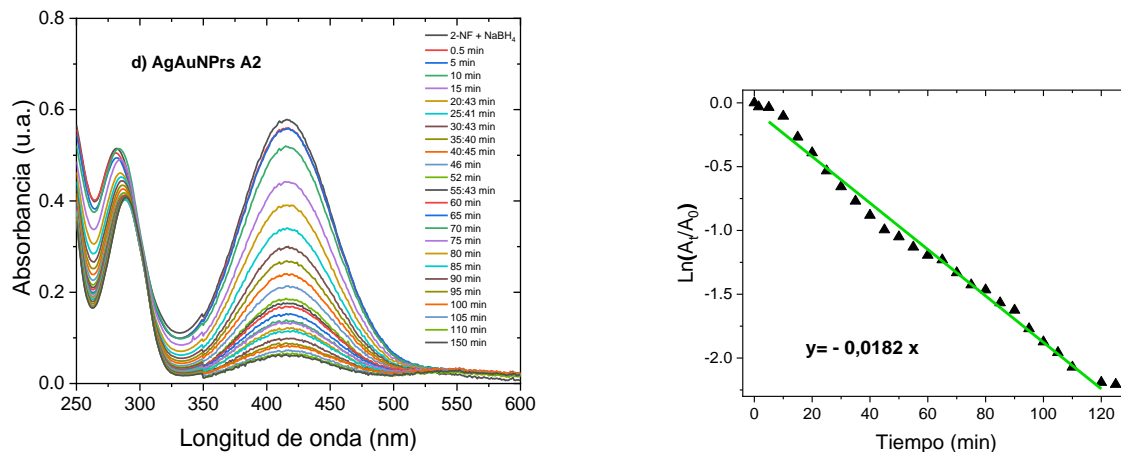 d) AgAuNPrs A2
Absorbancia (u.a.)
0.8
0.6
0.4
0.2
0.0
250 300 350 400 450 500 550 600
Longitud de onda (nm)
2-NF + NaBH4
0.5 min
5 min
10 min
15 min
20:43 min
25:41 min
30:43 min
35:40 min
40:45 min
46 min
52 min
55:43 min
60 min
65 min
70 min
75 min
80 min
85 min
90 min
95 min
100 min
105 min
110 min
150 min
Ln(At/A0)
0.0
-0.5
-1.0
-1.5
-2.0
y= - 0,0182 x
0 20 40 60 80 100 120
Tiempo (min)